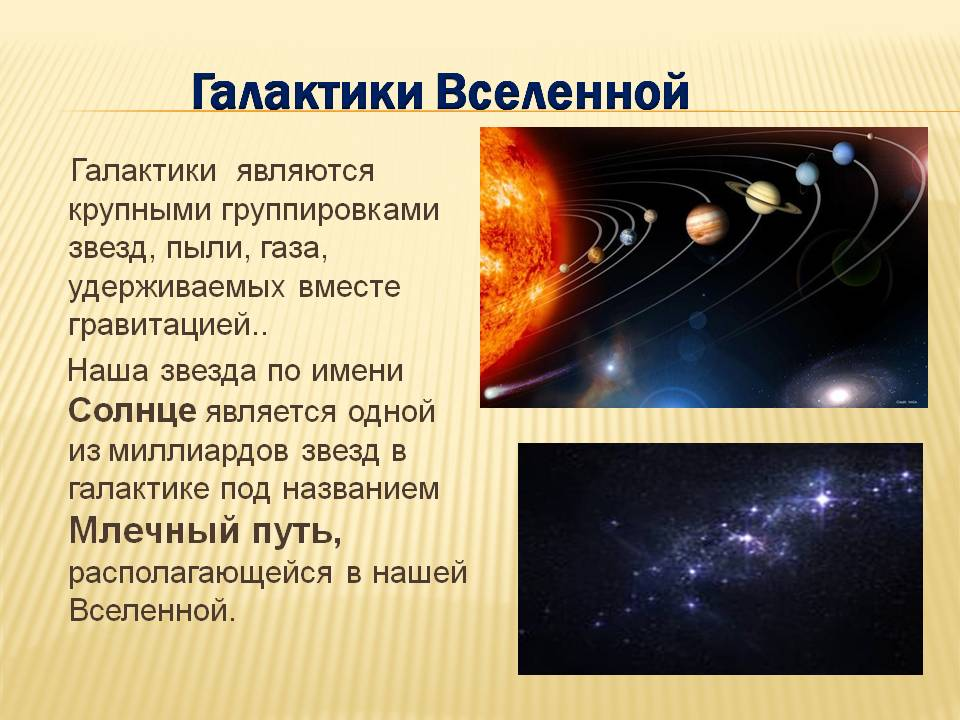 Галактики Вселенной
Галактики являются
крупными группировками
звезд, пыли, газа,
удерживаемых вместе
гравитацией..
Наша звезда по имени
Солнце является одной
из миллиардов звезд в
галактике под названием
Млечный путь,
располагающейся в нашей
Вселенной.